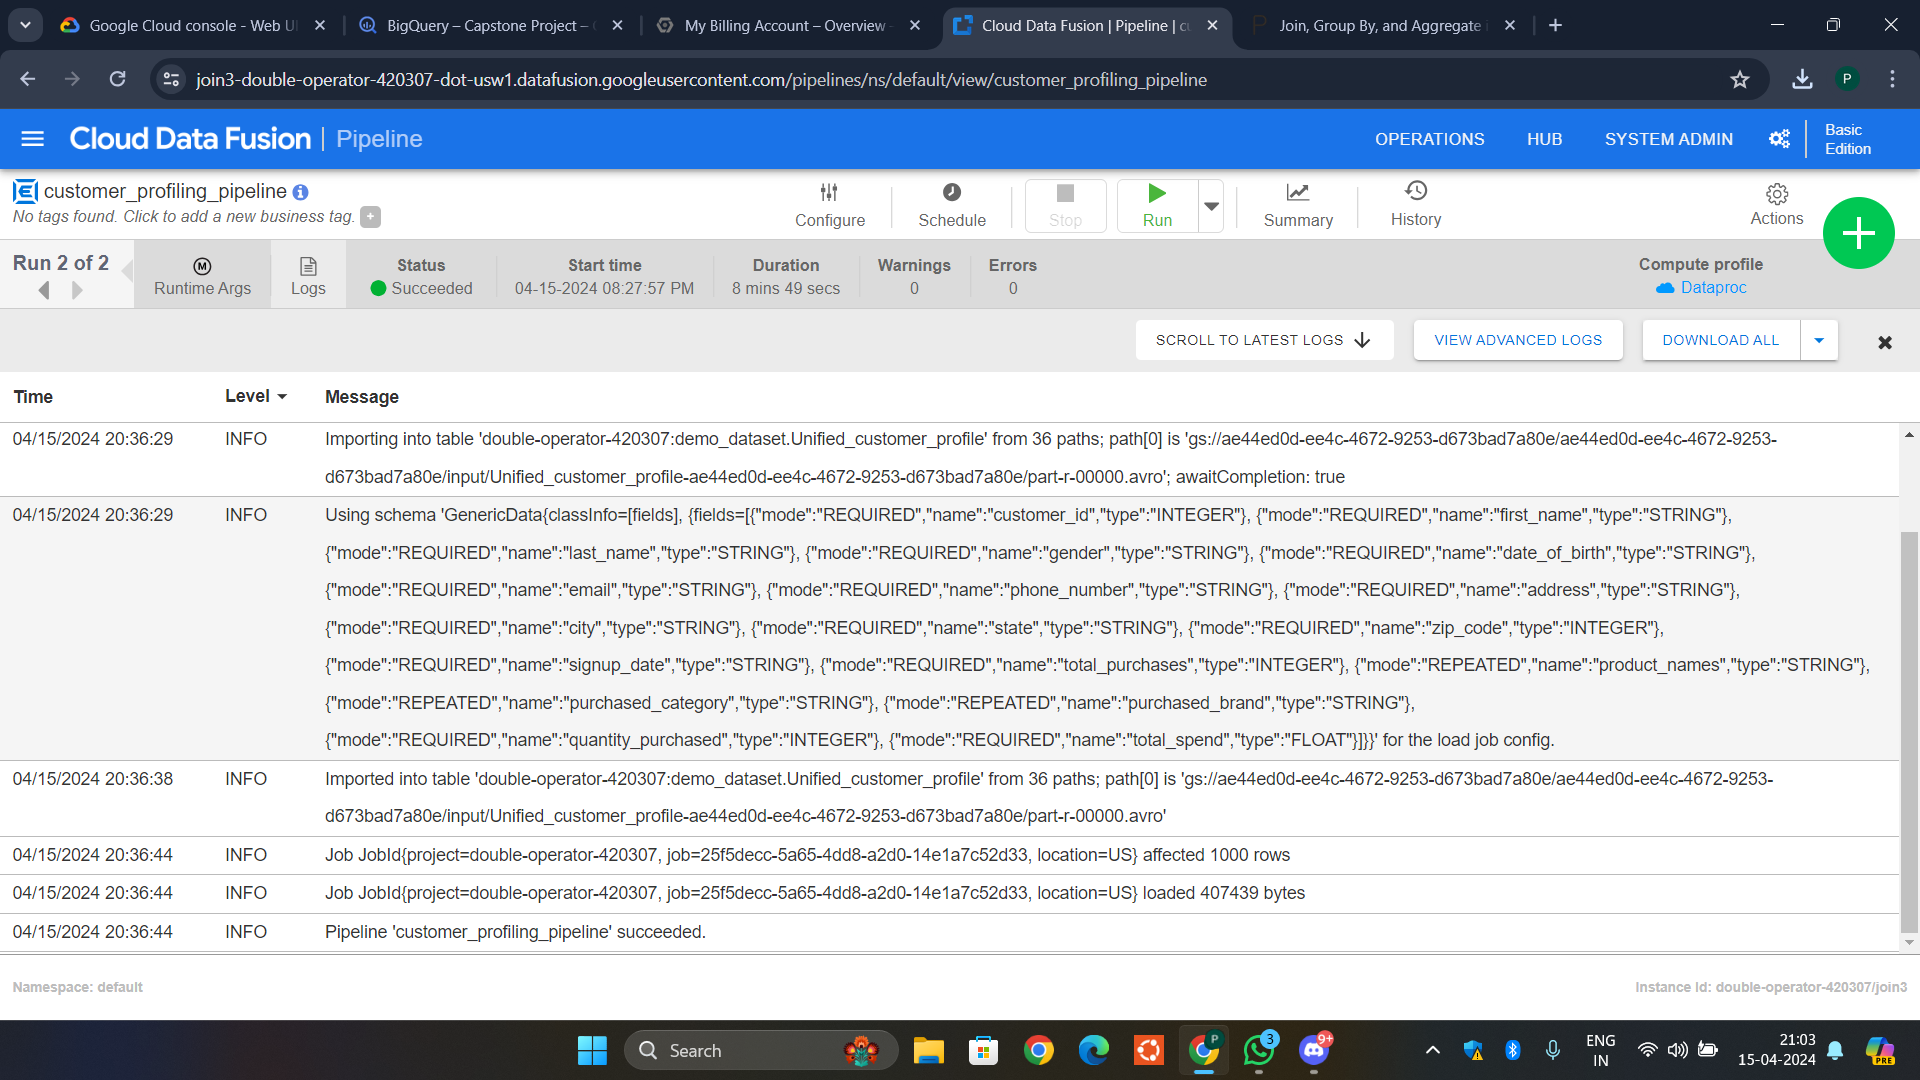 Google Cloud console - Web UI
BigQuery – Capstone Project –
My Billing Account – Overview
Cloud Data Fusion | Pipeline | cu
Join, Group By, and Aggregate
join3-double-operator-420307-dot-usw1.datafusion.googleusercontent.com/pipelines/ns/default/view/customer_profiling_pipeline
P
Cloud Data Fusion | Pipeline
OPERATIONS
HUB
SYSTEM ADMIN
Basic
Edition
customer_profiling_pipeline
No tags found. Click to add a new business tag.
Configure
Schedule
Stop
Run
Summary
History
Actions
Run 2 of 2
Runtime Args
Logs
Status
Succeeded
Start time
04-15-2024 08:27:57 PM
Duration
8 mins 49 secs
Warnings
0
Errors
0
Compute profile
Dataproc
SCROLL TO LATEST LOGS
VIEW ADVANCED LOGS
DOWNLOAD ALL
Time Level Message
04/15/2024 20:36:29 INFO Importing into table 'double-operator-420307:demo_dataset.Unified_customer_profile' from 36 paths; path[0] is 'gs://ae44ed0d-ee4c-4672-9253-d673bad7a80e/ae44ed0d-ee4c-4672-9253-
d673bad7a80e/input/Unified_customer_profile-ae44ed0d-ee4c-4672-9253-d673bad7a80e/part-r-00000.avro'; awaitCompletion: true
04/15/2024 20:36:29 INFO Using schema 'GenericData{classInfo=[fields], {fields=[{"mode":"REQUIRED","name":"customer_id","type":"INTEGER"}, {"mode":"REQUIRED","name":"first_name","type":"STRING"},
{"mode":"REQUIRED","name":"last_name","type":"STRING"}, {"mode":"REQUIRED","name":"gender","type":"STRING"}, {"mode":"REQUIRED","name":"date_of_birth","type":"STRING"},
{"mode":"REQUIRED","name":"email","type":"STRING"}, {"mode":"REQUIRED","name":"phone_number","type":"STRING"}, {"mode":"REQUIRED","name":"address","type":"STRING"},
{"mode":"REQUIRED","name":"city","type":"STRING"}, {"mode":"REQUIRED","name":"state","type":"STRING"}, {"mode":"REQUIRED","name":"zip_code","type":"INTEGER"},
{"mode":"REQUIRED","name":"signup_date","type":"STRING"}, {"mode":"REQUIRED","name":"total_purchases","type":"INTEGER"}, {"mode":"REPEATED","name":"product_names","type":"STRING"},
{"mode":"REPEATED","name":"purchased_category","type":"STRING"}, {"mode":"REPEATED","name":"purchased_brand","type":"STRING"},
{"mode":"REQUIRED","name":"quantity_purchased","type":"INTEGER"}, {"mode":"REQUIRED","name":"total_spend","type":"FLOAT"}]}}' for the load job config.
04/15/2024 20:36:38 INFO Imported into table 'double-operator-420307:demo_dataset.Unified_customer_profile' from 36 paths; path[0] is 'gs://ae44ed0d-ee4c-4672-9253-d673bad7a80e/ae44ed0d-ee4c-4672-9253-
d673bad7a80e/input/Unified_customer_profile-ae44ed0d-ee4c-4672-9253-d673bad7a80e/part-r-00000.avro'
04/15/2024 20:36:44 INFO Job JobId{project=double-operator-420307, job=25f5decc-5a65-4dd8-a2d0-14e1a7c52d33, location=US} affected 1000 rows
04/15/2024 20:36:44 INFO Job JobId{project=double-operator-420307, job=25f5decc-5a65-4dd8-a2d0-14e1a7c52d33, location=US} loaded 407439 bytes
04/15/2024 20:36:44 INFO Pipeline 'customer_profiling_pipeline' succeeded.
Namespace: default
Instance Id: double-operator-420307/join3
Search
P
3
9+
ENG
IN
21:03
15-04-2024
PRE